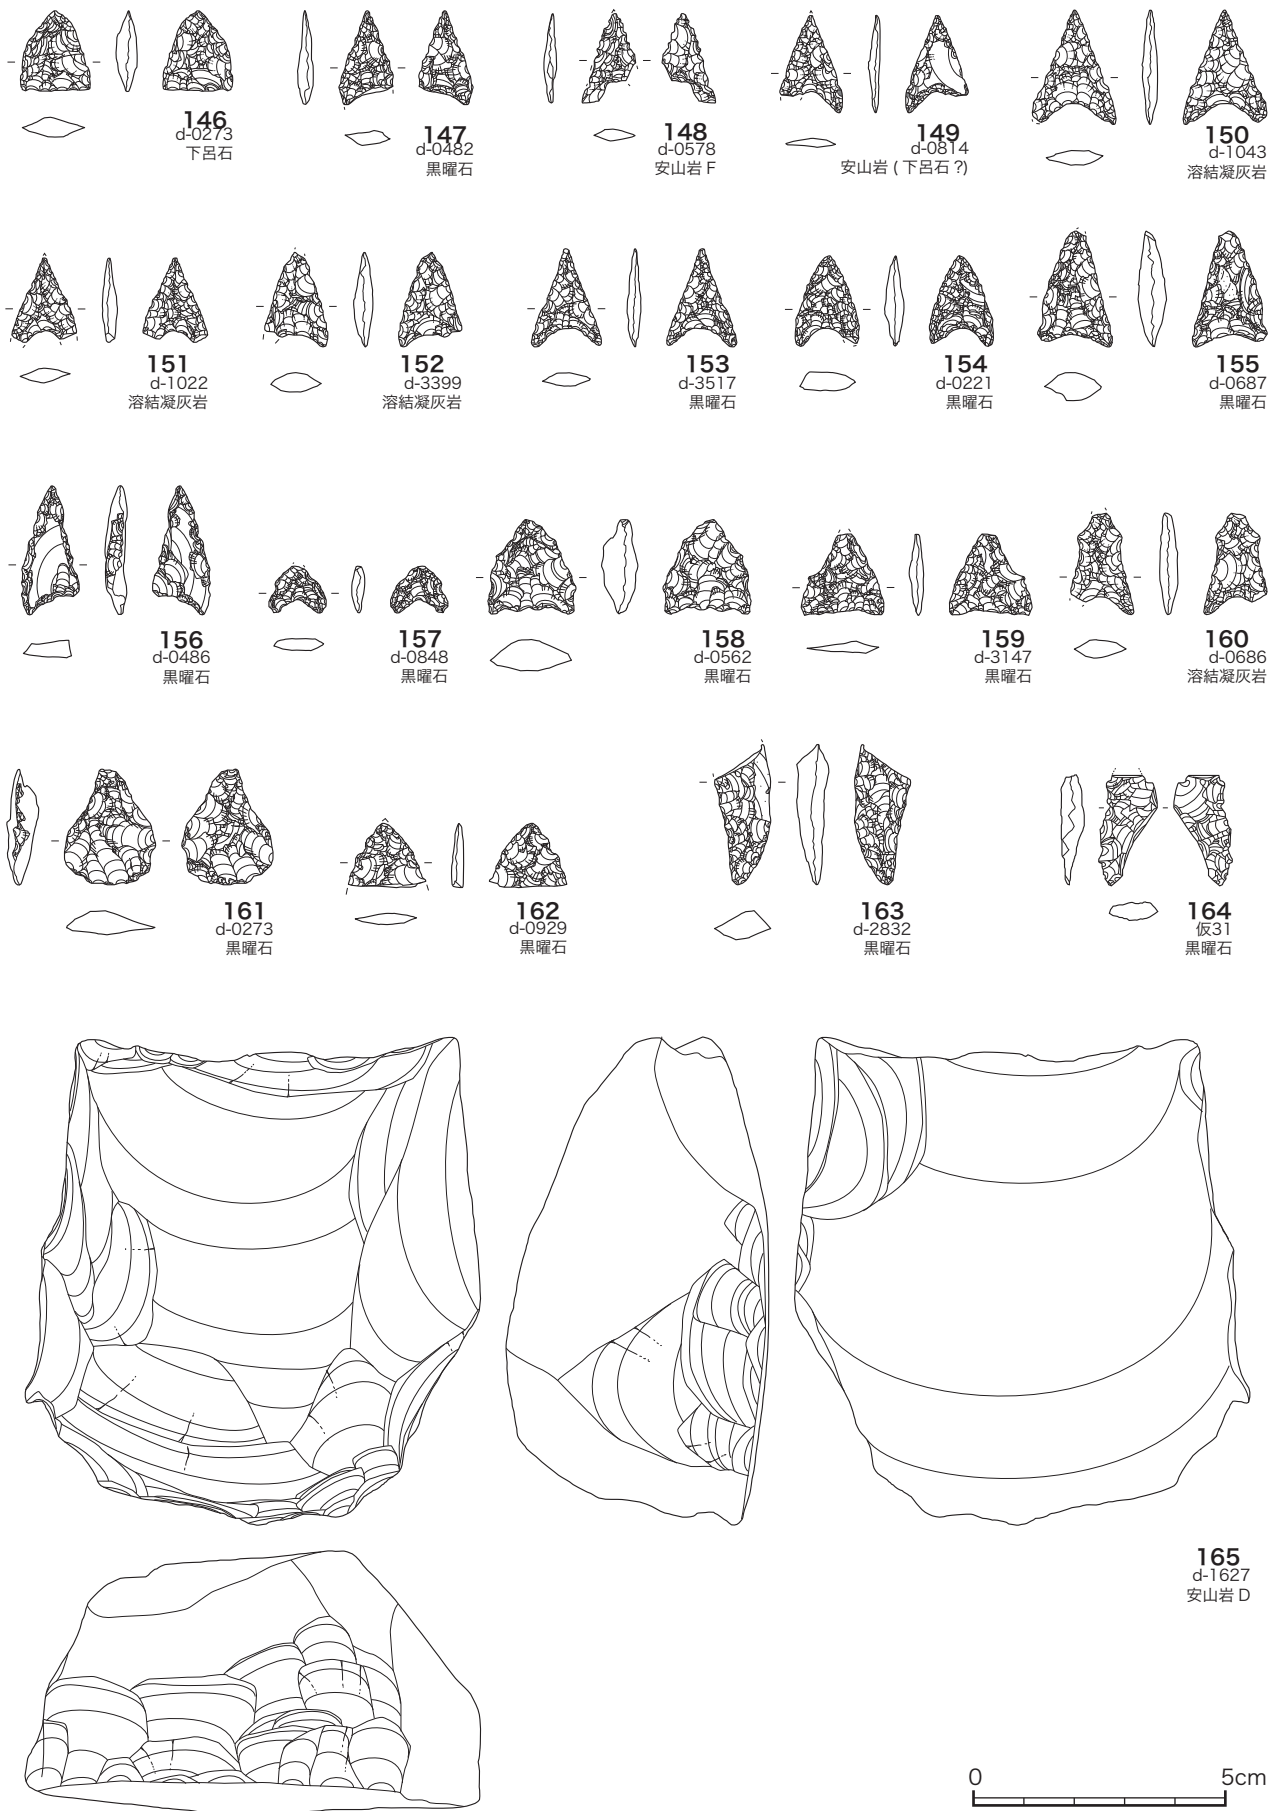 146
d-0273
下呂石
147
d-0482
黒曜石
148
d-0578
安山岩 F
149
d-0814
安山岩 ( 下呂石 ?)
150
d-1043
溶結凝灰岩
151
d-1022
溶結凝灰岩
152
d-3399
溶結凝灰岩
153
d-3517
黒曜石
154
d-0221
黒曜石
155
d-0687
黒曜石
156
d-0486
黒曜石
157
d-0848
黒曜石
158
d-0562
黒曜石
159
d-3147
黒曜石
160
d-0686
溶結凝灰岩
161
d-0273
黒曜石
162
d-0929
黒曜石
163
d-2832
黒曜石
164
仮31
黒曜石
165
d-1627
安山岩 D
0 5cm